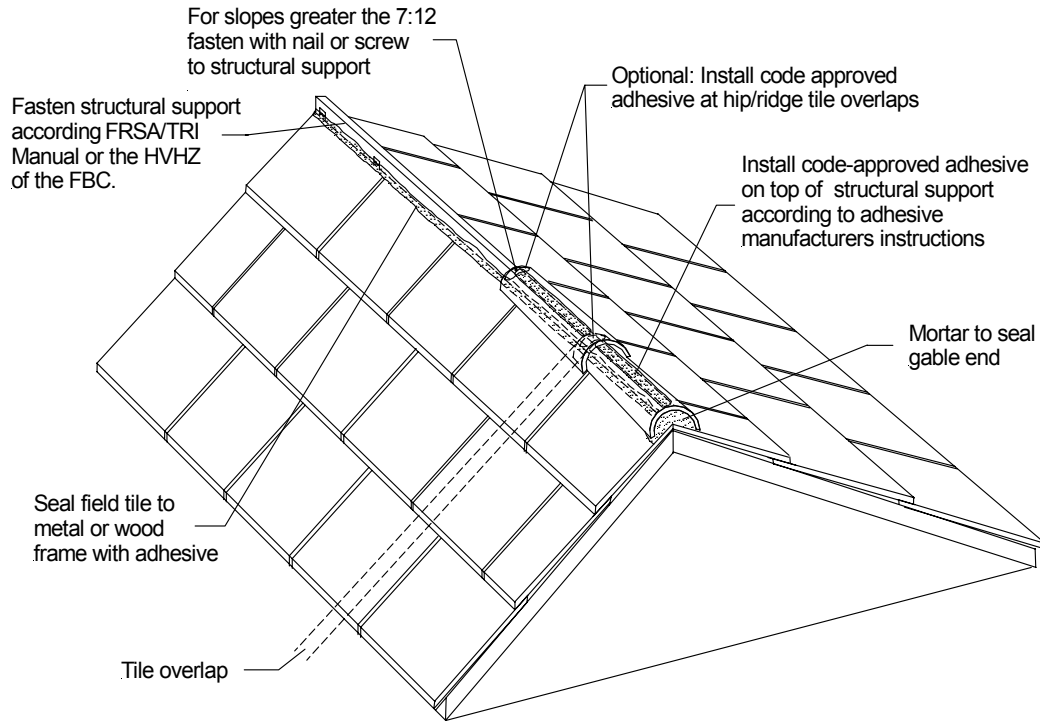 For slopes greater the 7:12
fasten with nail or screw
to structural support
Optional: Install code approved
adhesive at hip/ridge tile overlaps
Fasten structural support
according FRSA/TRI
Manual or the HVHZ
of the FBC.
Install code-approved adhesive
on top of structural support
according to adhesive
manufacturers instructions
Mortar to seal
gable end
Seal field tile to
metal or wood
frame with adhesive
Tile overlap